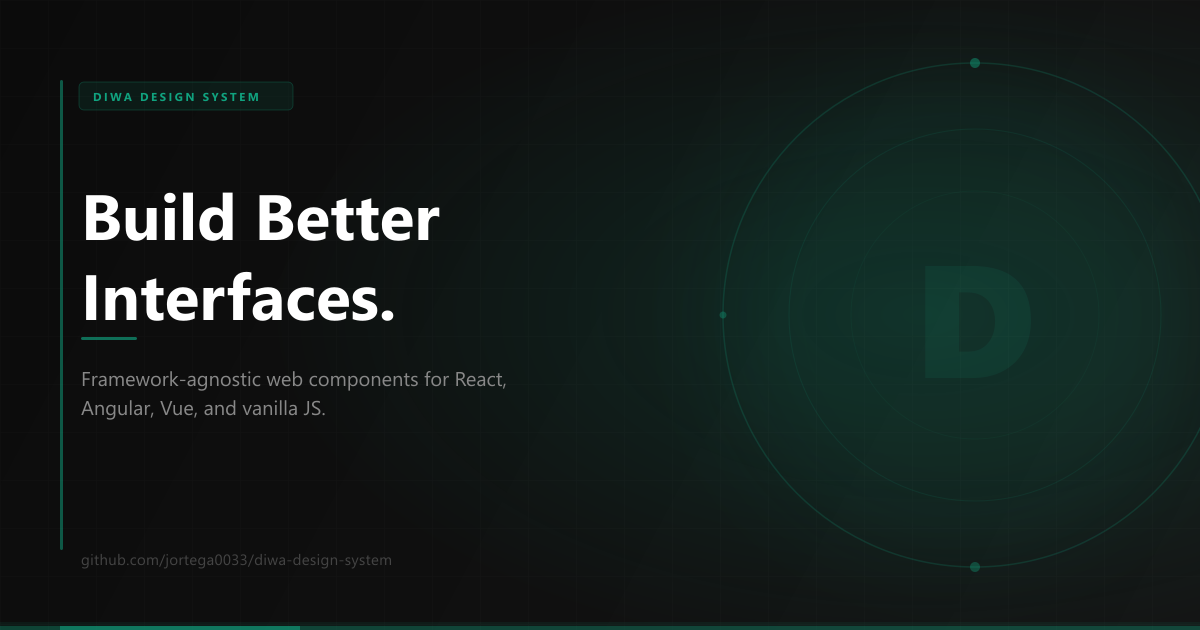 DIWA DESIGN SYSTEM
Build Better
Interfaces.
Framework-agnostic web components for React,
Angular, Vue, and vanilla JS.
github.com/jortega0033/diwa-design-system
D